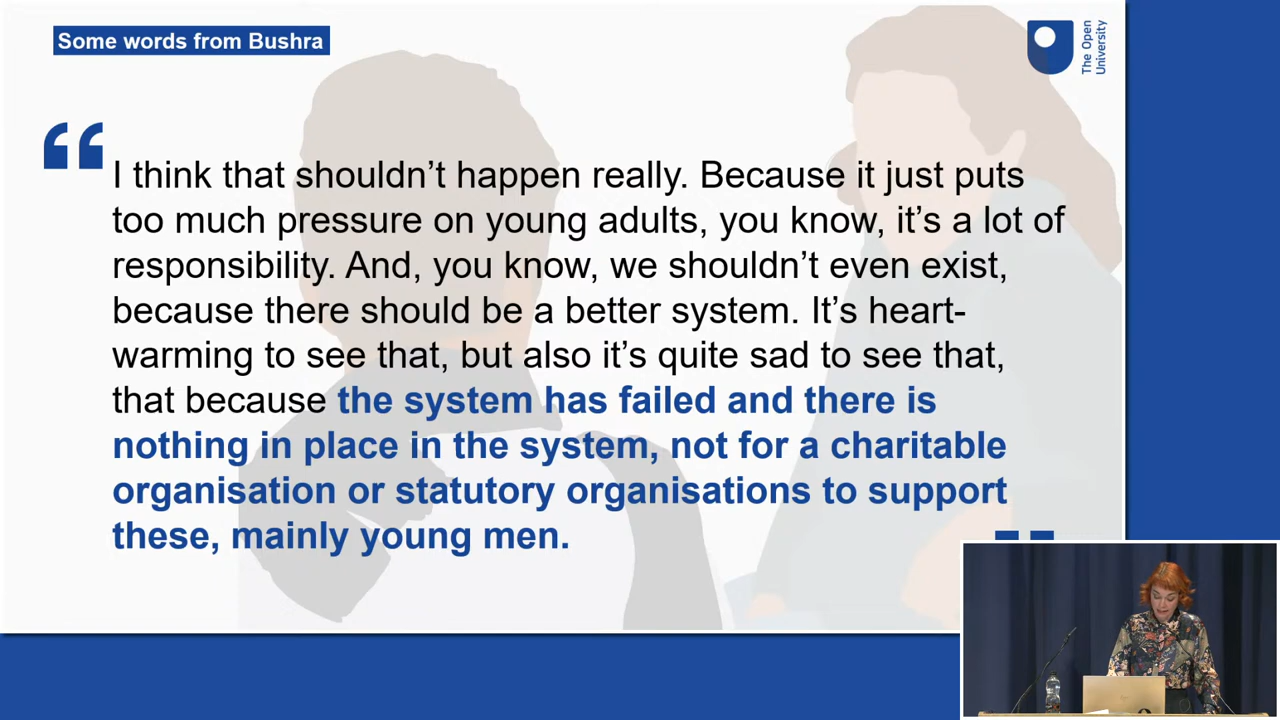 Some words from Bushra
The Open
University
“
I think that shouldn’t happen really. Because it just puts
too much pressure on young adults, you know, it’s a lot of
responsibility. And, you know, we shouldn’t even exist,
because there should be a better system. It’s heart-
warming to see that, but also it’s quite sad to see that,
that because the system has failed and there is
nothing in place in the system, not for a charitable
organisation or statutory organisations to support
these, mainly young men.